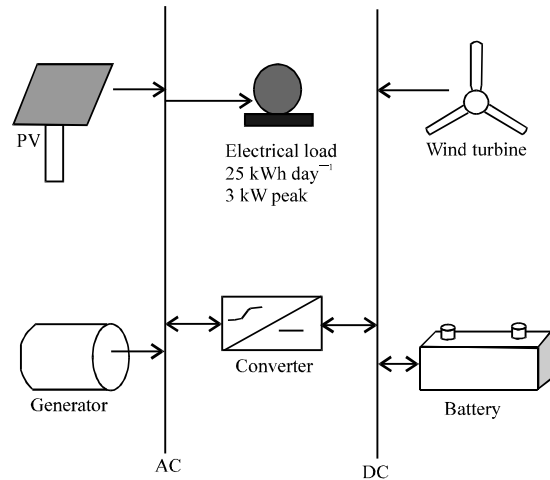 PV
Electrical load
25 kWh day⁻¹
3 kW peak
Wind turbine
Generator
Converter
Battery
AC
DC